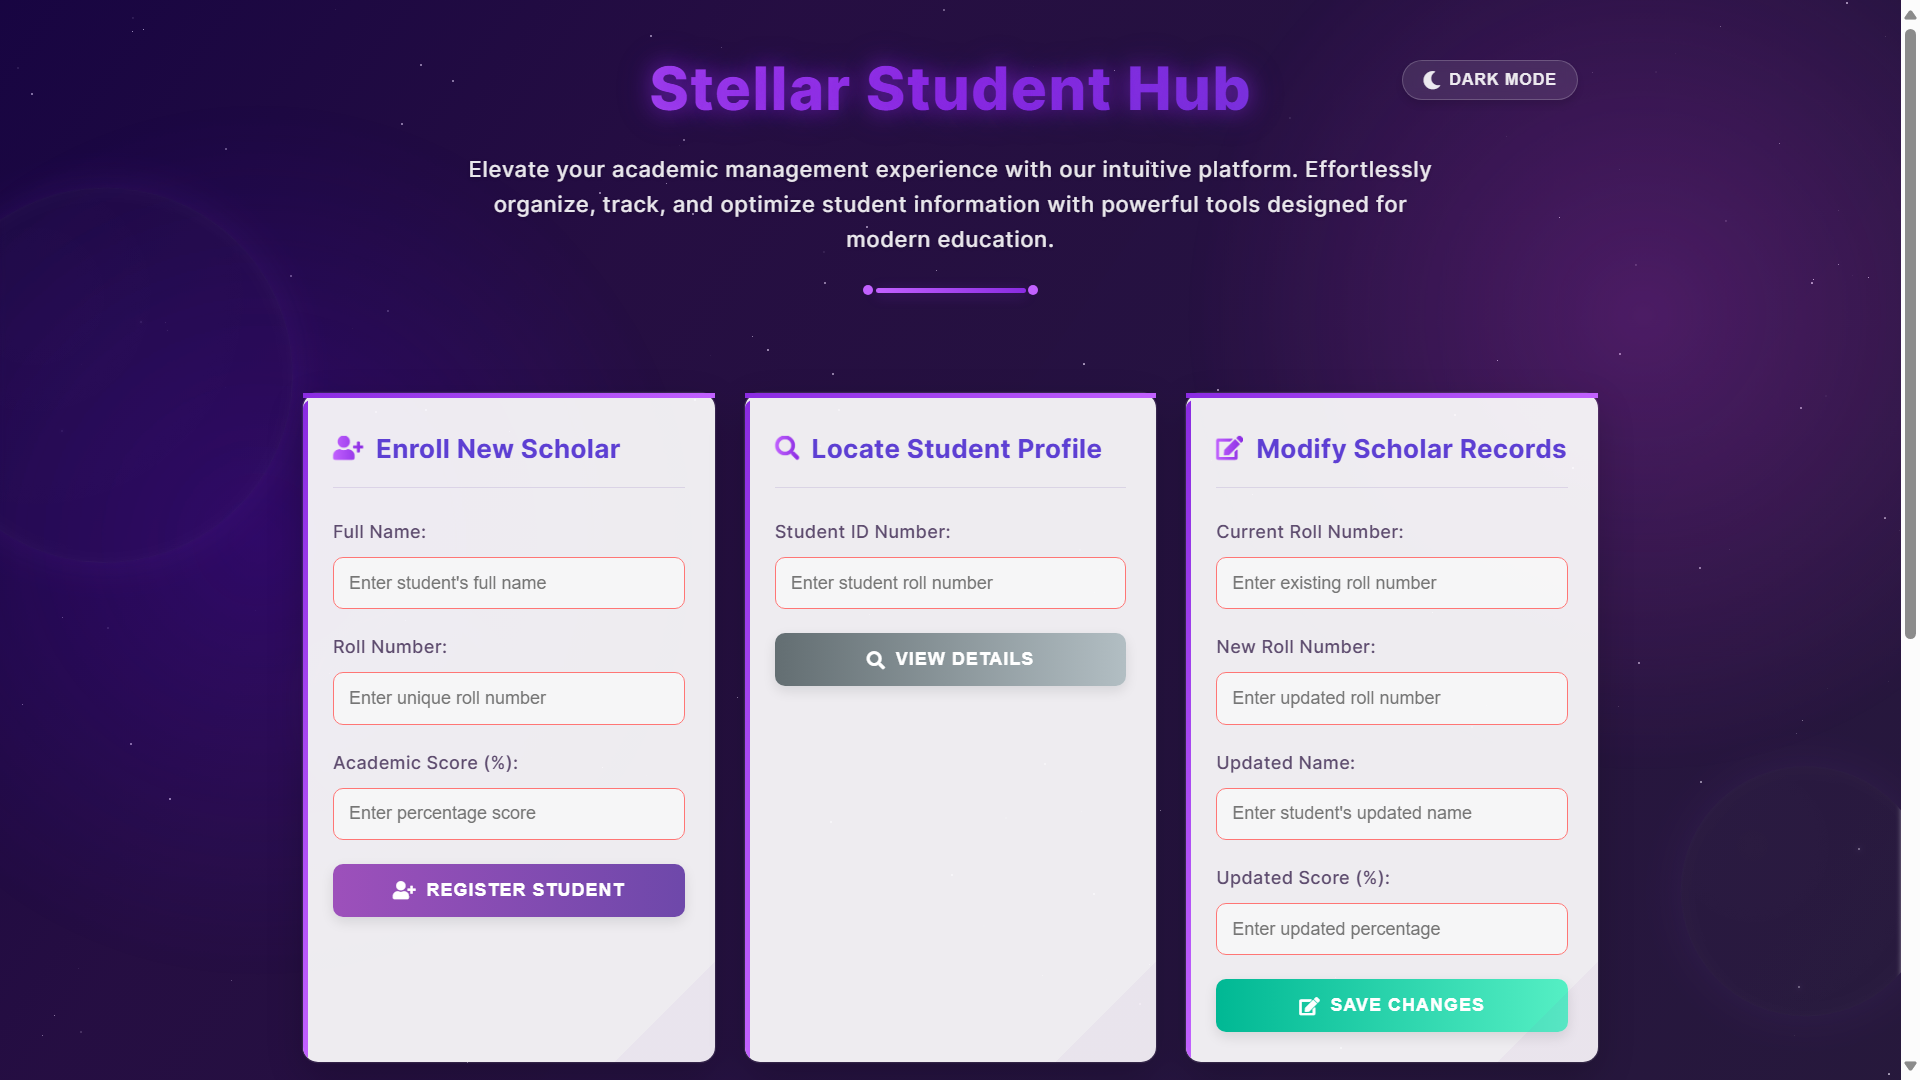 Stellar Student Hub
DARK MODE
Elevate your academic management experience with our intuitive platform. Effortlessly
organize, track, and optimize student information with powerful tools designed for
modern education.
Enroll New Scholar
Full Name:
Enter student's full name
Roll Number:
Enter unique roll number
Academic Score (%):
Enter percentage score
REGISTER STUDENT
Locate Student Profile
Student ID Number:
Enter student roll number
VIEW DETAILS
Modify Scholar Records
Current Roll Number:
Enter existing roll number
New Roll Number:
Enter updated roll number
Updated Name:
Enter student's updated name
Updated Score (%):
Enter updated percentage
SAVE CHANGES